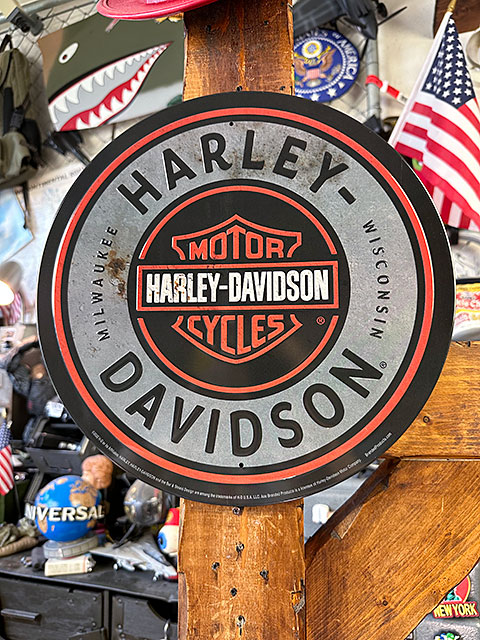 HARLEY-
DAVIDSON®
MILWAUKEE
WISCONSIN
MOTOR
HARLEY-DAVIDSON
CYCLES®
NIVERSAL
NEW YORK